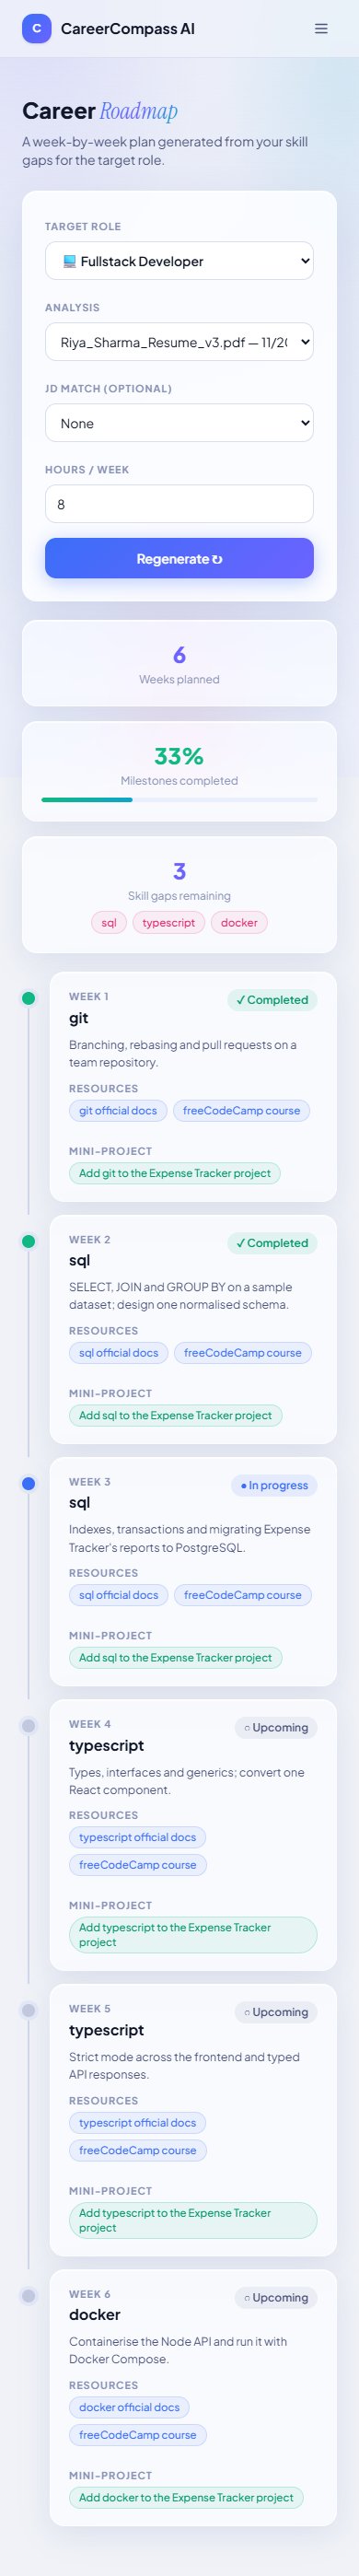 C CareerCompass AI
Career Roadmap
A week-by-week plan generated from your skill
gaps for the target role.
TARGET ROLE
Fullstack Developer
ANALYSIS
Riya_Sharma_Resume_v3.pdf — 11/20
JD MATCH (OPTIONAL)
None
HOURS / WEEK
8
Regenerate ↻
6
Weeks planned
33%
Milestones completed
3
Skill gaps remaining
sql typescript docker
WEEK 1 ✓ Completed
git
Branching, rebasing and pull requests on a
team repository.
RESOURCES
git official docs freeCodeCamp course
MINI-PROJECT
Add git to the Expense Tracker project
WEEK 2 ✓ Completed
sql
SELECT, JOIN and GROUP BY on a sample
dataset; design one normalised schema.
RESOURCES
sql official docs freeCodeCamp course
MINI-PROJECT
Add sql to the Expense Tracker project
WEEK 3 ● In progress
sql
Indexes, transactions and migrating Expense
Tracker's reports to PostgreSQL.
RESOURCES
sql official docs freeCodeCamp course
MINI-PROJECT
Add sql to the Expense Tracker project
WEEK 4 ○ Upcoming
typescript
Types, interfaces and generics; convert one
React component.
RESOURCES
typescript official docs
freeCodeCamp course
MINI-PROJECT
Add typescript to the Expense Tracker
project
WEEK 5 ○ Upcoming
typescript
Strict mode across the frontend and typed
API responses.
RESOURCES
typescript official docs
freeCodeCamp course
MINI-PROJECT
Add typescript to the Expense Tracker
project
WEEK 6 ○ Upcoming
docker
Containerise the Node API and run it with
Docker Compose.
RESOURCES
docker official docs
freeCodeCamp course
MINI-PROJECT
Add docker to the Expense Tracker project